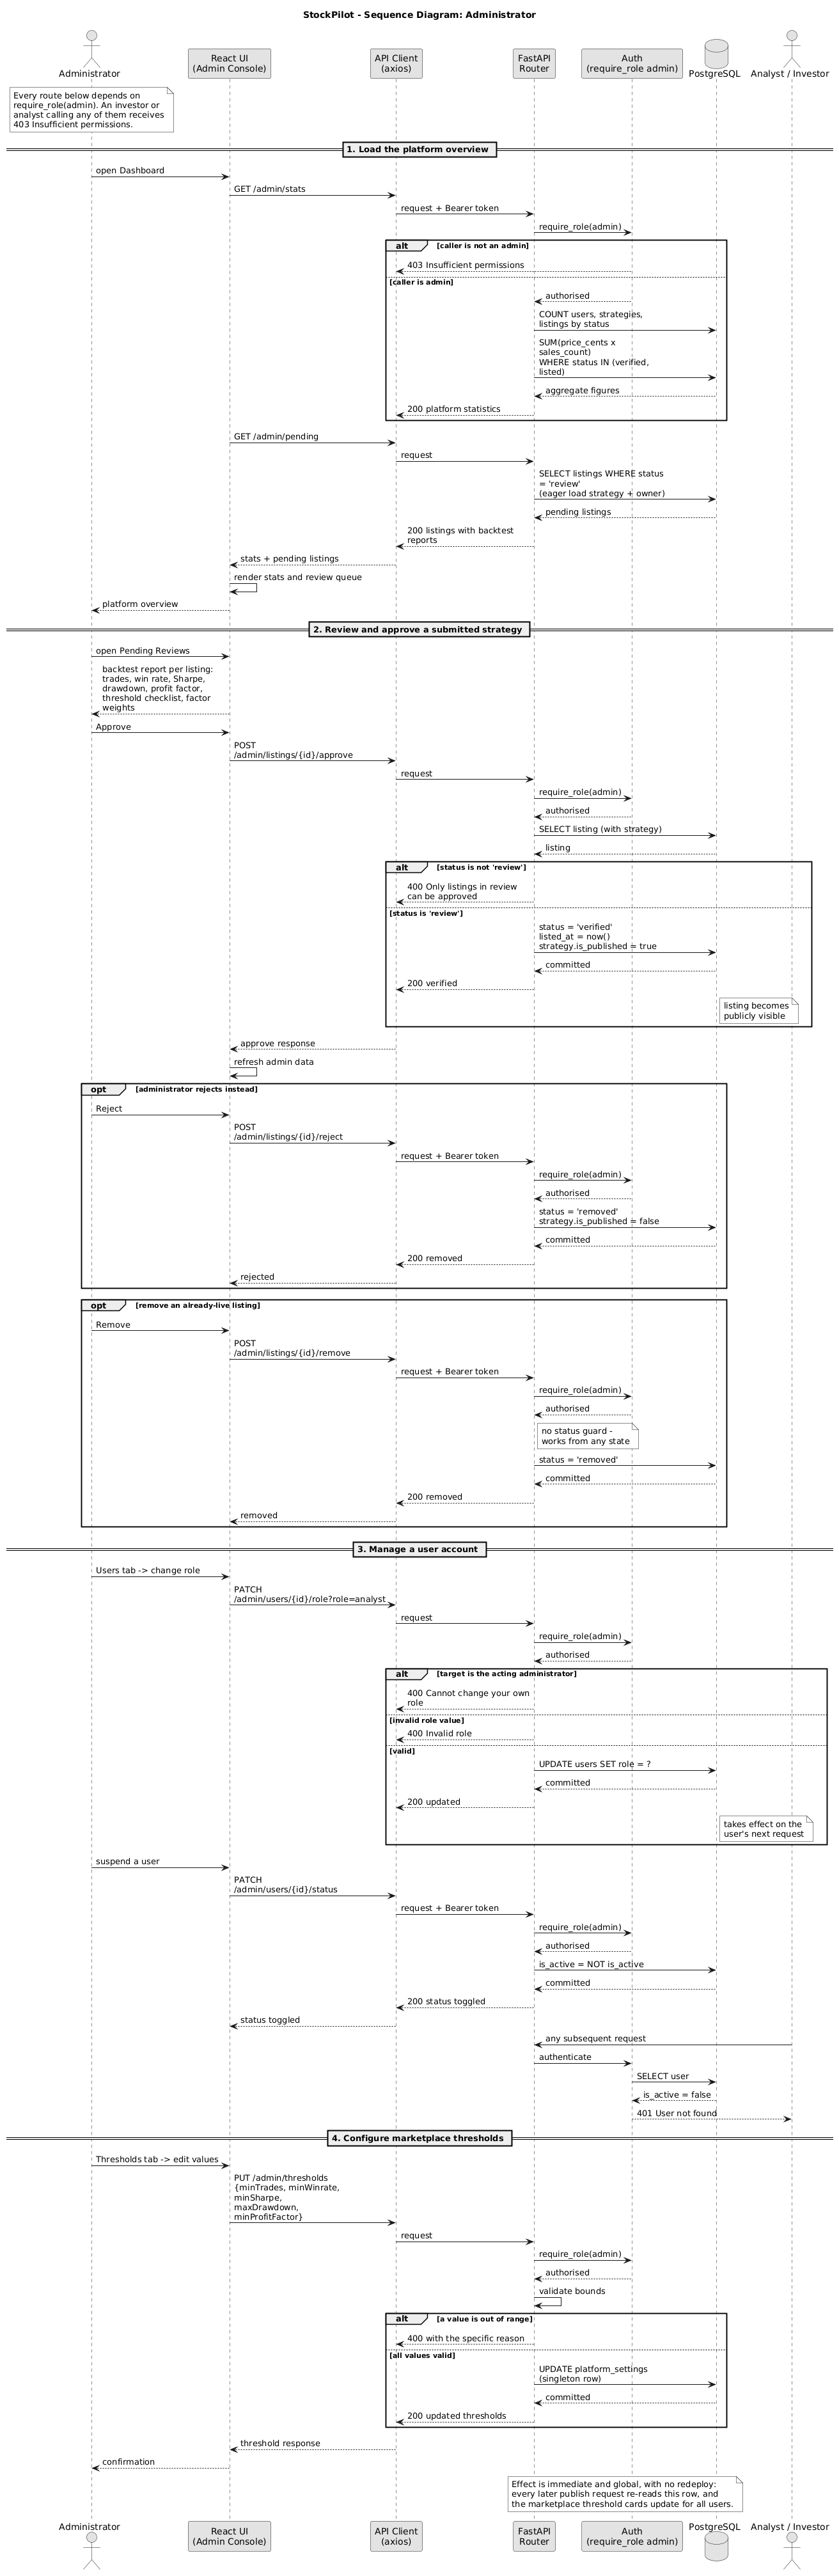 StockPilot - Sequence Diagram: Administrator
Administrator
React UI
(Admin Console)
API Client
(axios)
FastAPI
Router
Auth
(require_role admin)
PostgreSQL
Analyst / Investor
Every route below depends on
require_role(admin). An investor or
analyst calling any of them receives
403 Insufficient permissions.
1. Load the platform overview
open Dashboard
GET /admin/stats
request + Bearer token
require_role(admin)
alt
[caller is not an admin]
403 Insufficient permissions
[caller is admin]
authorised
COUNT users, strategies,
listings by status
SUM(price_cents x
sales_count)
WHERE status IN (verified,
listed)
aggregate figures
200 platform statistics
GET /admin/pending
request
SELECT listings WHERE status
= 'review'
(eager load strategy + owner)
pending listings
200 listings with backtest
reports
stats + pending listings
render stats and review queue
platform overview
2. Review and approve a submitted strategy
open Pending Reviews
backtest report per listing:
trades, win rate, Sharpe,
drawdown, profit factor,
threshold checklist, factor
weights
Approve
POST
/admin/listings/{id}/approve
request
require_role(admin)
authorised
SELECT listing (with strategy)
listing
alt
[status is not 'review']
400 Only listings in review
can be approved
[status is 'review']
status = 'verified'
listed_at = now()
strategy.is_published = true
committed
200 verified
listing becomes
publicly visible
approve response
refresh admin data
opt
[administrator rejects instead]
Reject
POST
/admin/listings/{id}/reject
request + Bearer token
require_role(admin)
authorised
status = 'removed'
strategy.is_published = false
committed
200 removed
rejected
opt
[remove an already-live listing]
Remove
POST
/admin/listings/{id}/remove
request + Bearer token
require_role(admin)
authorised
no status guard -
works from any state
status = 'removed'
committed
200 removed
removed
3. Manage a user account
Users tab -> change role
PATCH
/admin/users/{id}/role?role=analyst
request
require_role(admin)
authorised
alt
[target is the acting administrator]
400 Cannot change your own
role
[invalid role value]
400 Invalid role
[valid]
UPDATE users SET role = ?
committed
200 updated
takes effect on the
user's next request
suspend a user
PATCH
/admin/users/{id}/status
request + Bearer token
require_role(admin)
authorised
is_active = NOT is_active
committed
200 status toggled
status toggled
any subsequent request
authenticate
SELECT user
is_active = false
401 User not found
4. Configure marketplace thresholds
Thresholds tab -> edit values
PUT /admin/thresholds
{minTrades, minWinrate,
minSharpe,
maxDrawdown,
minProfitFactor}
request
require_role(admin)
authorised
validate bounds
alt
[a value is out of range]
400 with the specific reason
[all values valid]
UPDATE platform_settings
(singleton row)
committed
200 updated thresholds
threshold response
confirmation
Effect is immediate and global, with no redeploy:
every later publish request re-reads this row, and
the marketplace threshold cards update for all users.
Administrator
React UI
(Admin Console)
API Client
(axios)
FastAPI
Router
Auth
(require_role admin)
PostgreSQL
Analyst / Investor